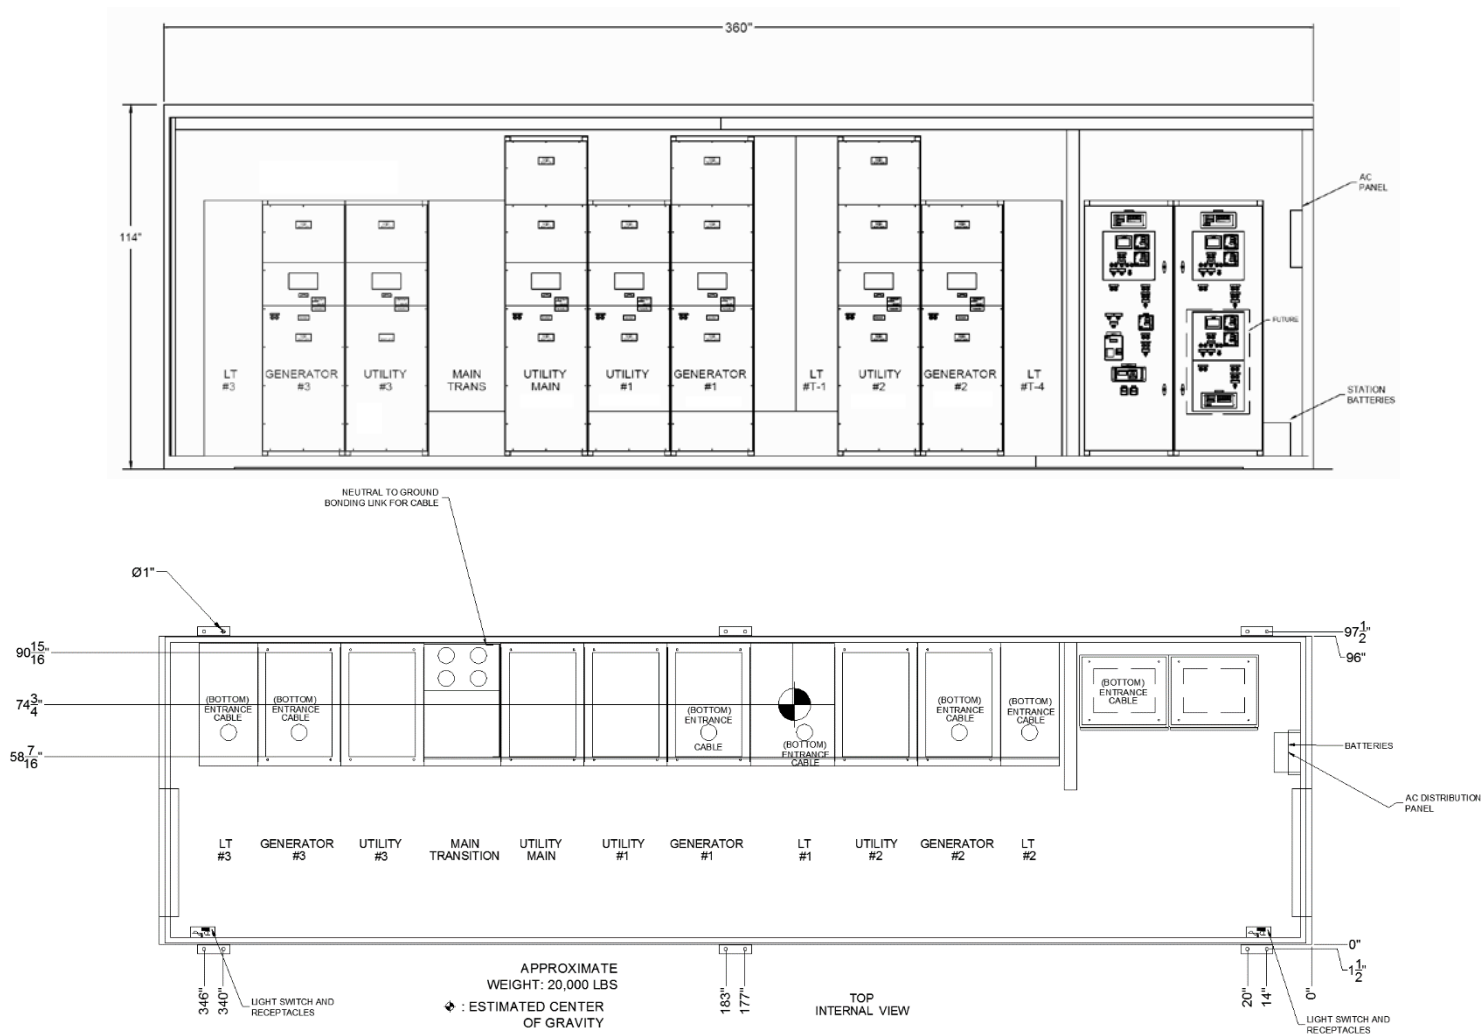 360"
114"
AC
PANEL
FUTURE
STATION
BATTERIES
LT
#3
GENERATOR
#3
UTILITY
#3
MAIN
TRANS
UTILITY
MAIN
UTILITY
#1
GENERATOR
#1
LT
#T-1
UTILITY
#2
GENERATOR
#2
LT
#T-4
NEUTRAL TO GROUND
BONDING LINK FOR CABLE
Ø1"
90 15/16"
74 3/4"
58 7/16"
97 1/2"
96"
(BOTTOM)
ENTRANCE
CABLE
(BOTTOM)
ENTRANCE
CABLE
(BOTTOM)
ENTRANCE
CABLE
(BOTTOM)
ENTRANCE
CABLE
(BOTTOM)
ENTRANCE
CABLE
(BOTTOM)
ENTRANCE
CABLE
(BOTTOM)
ENTRANCE
CABLE
BATTERIES
AC DISTRIBUTION
PANEL
LT
#3
GENERATOR
#3
UTILITY
#3
MAIN
TRANSITION
UTILITY
MAIN
UTILITY
#1
GENERATOR
#1
LT
#1
UTILITY
#2
GENERATOR
#2
LT
#2
0"
1 1/2"
346"
340"
183"
177"
20"
14"
0"
LIGHT SWITCH AND
RECEPTACLES
APPROXIMATE
WEIGHT: 20,000 LBS
: ESTIMATED CENTER
OF GRAVITY
TOP
INTERNAL VIEW
LIGHT SWITCH AND
RECEPTACLES